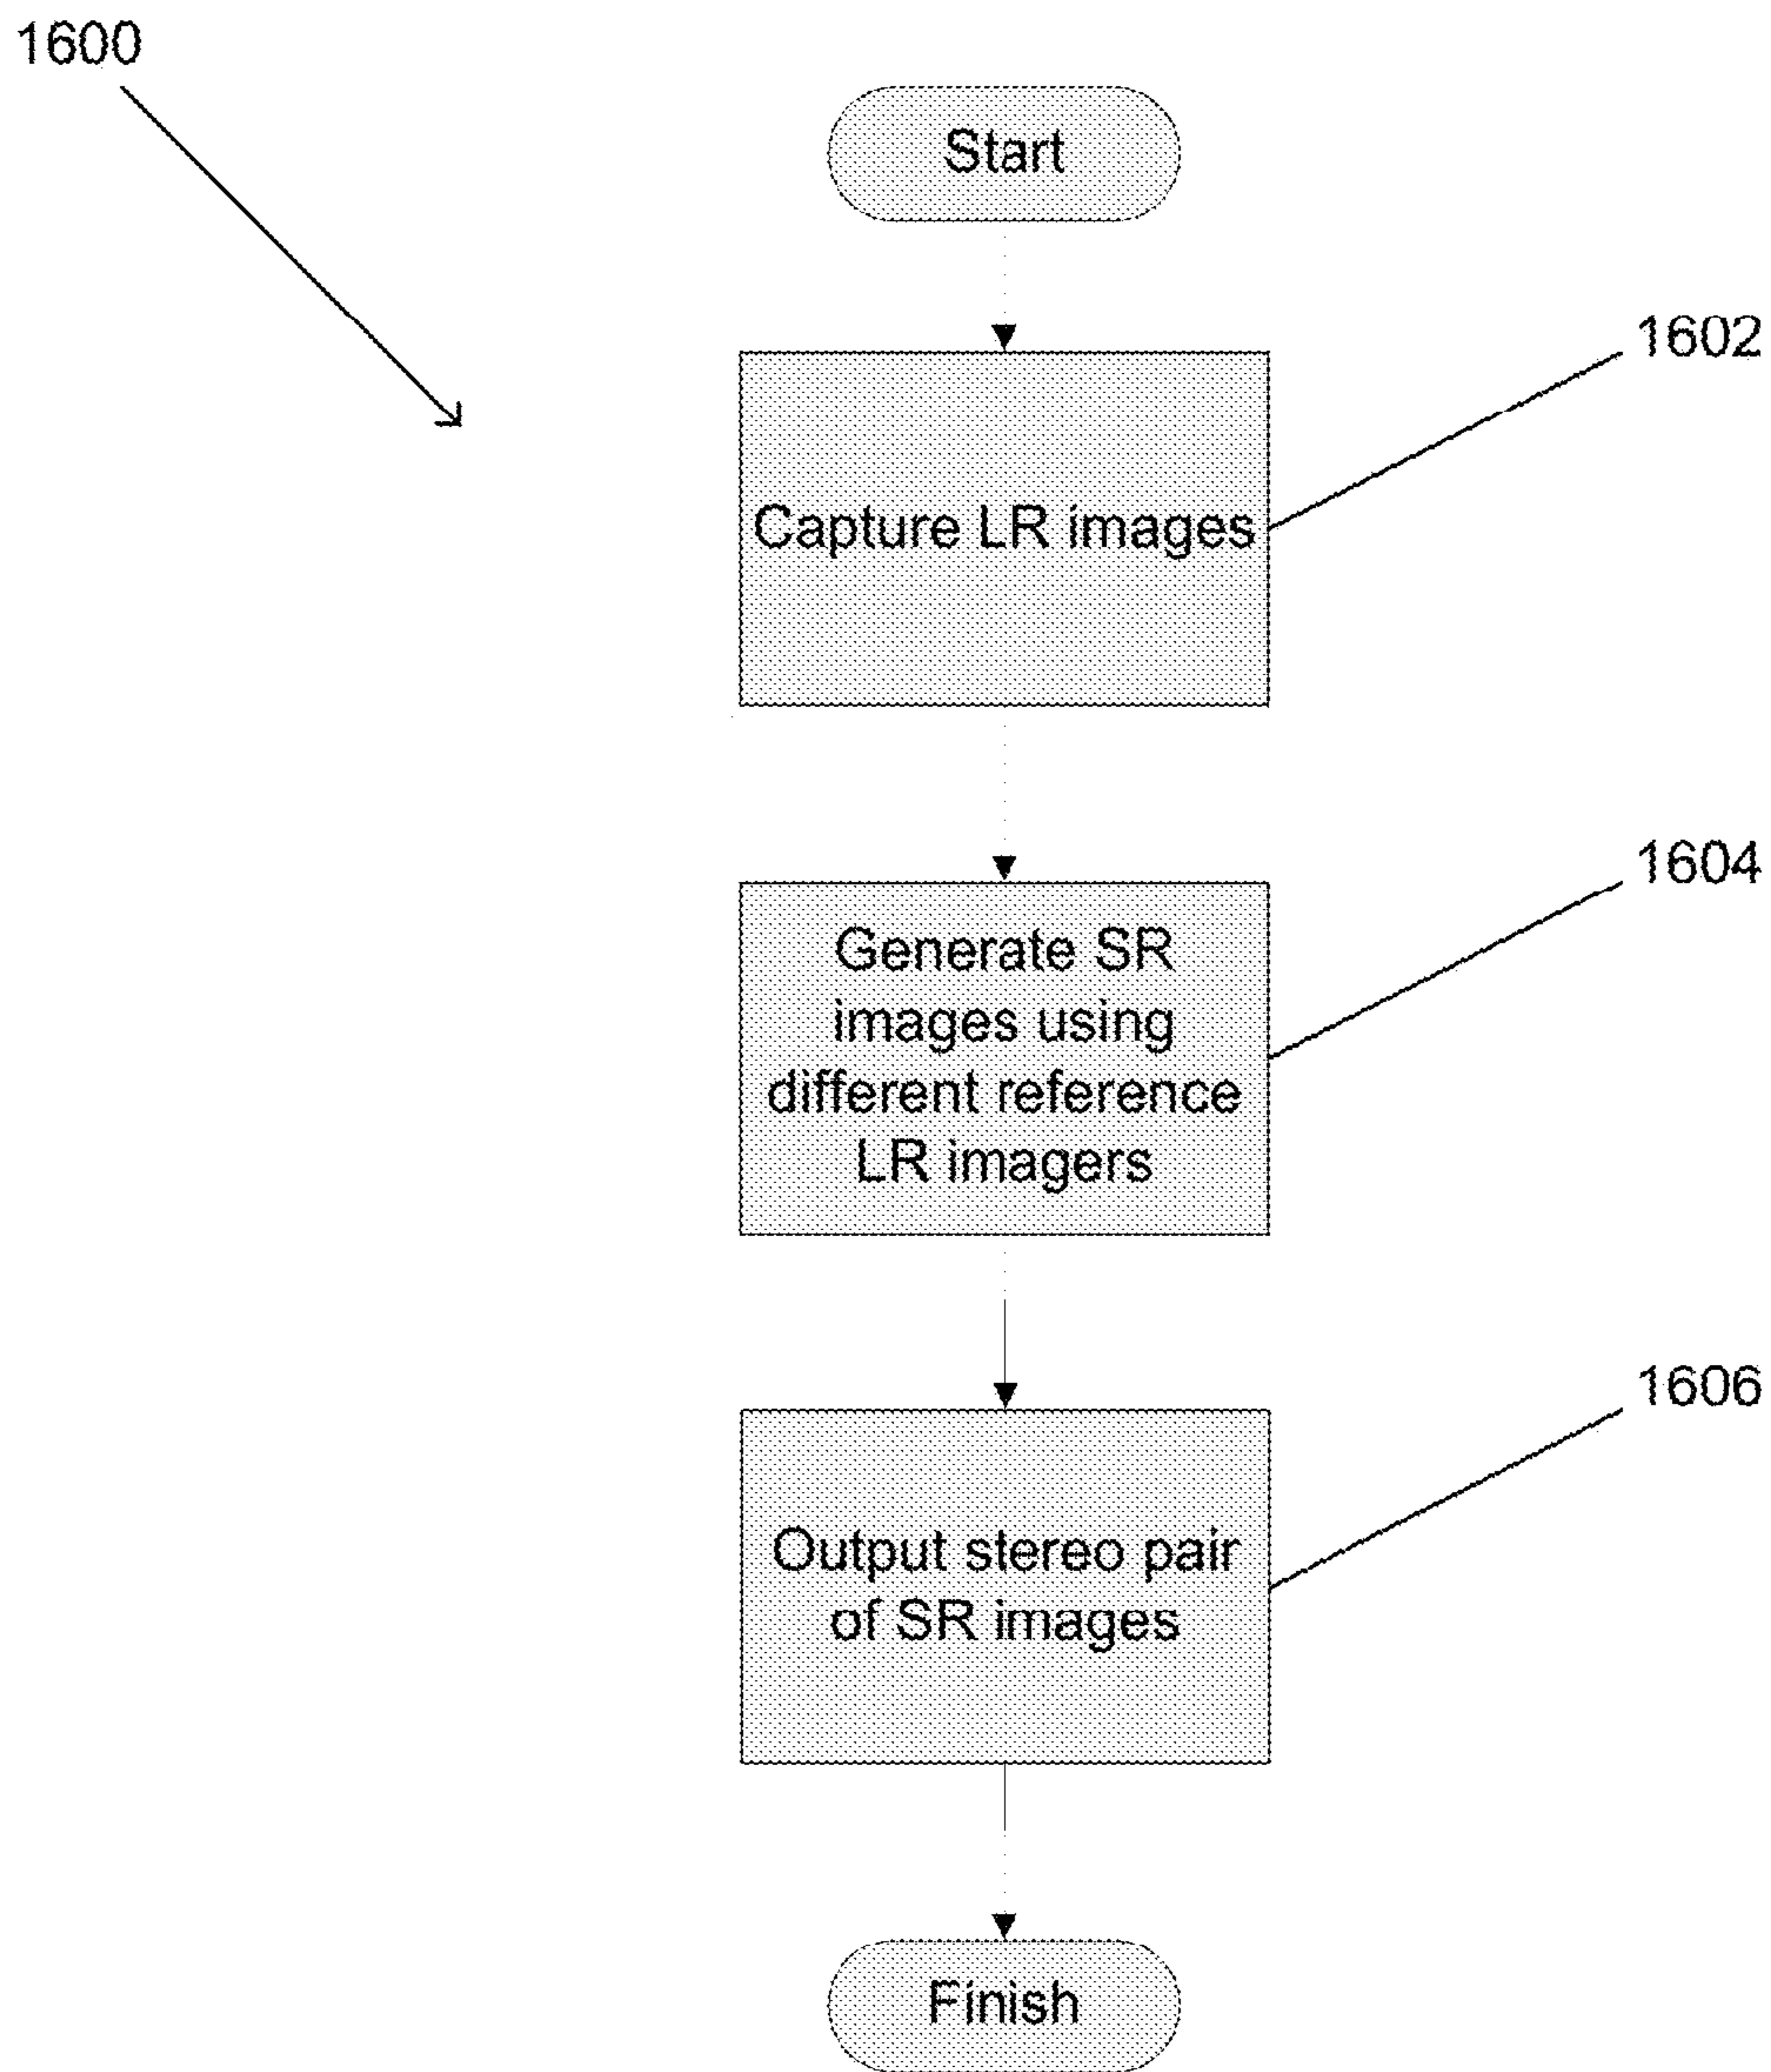 1600
Start
1602
Capture LR images
1604
Generate SR
images using
different reference
LR imagers
1606
Output stereo pair
of SR images
Finish